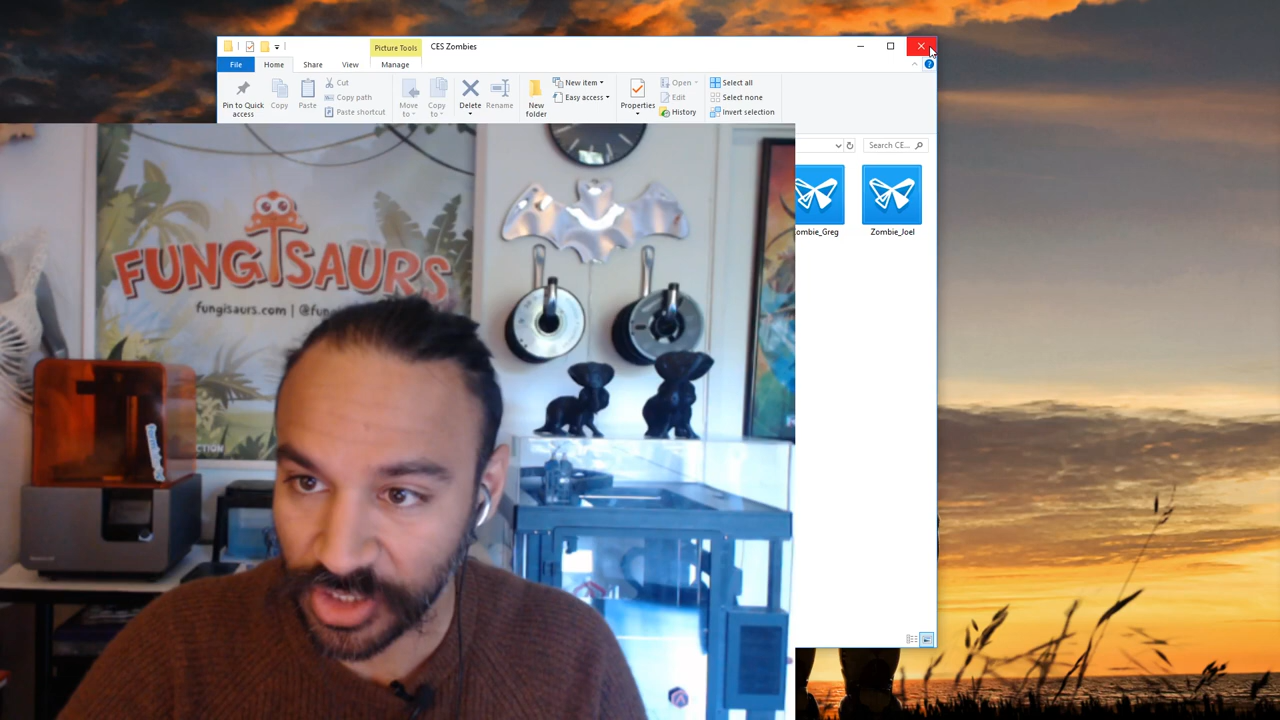 Picture Tools
CES Zombies
File
Home
Share
View
Manage
Pin to Quick
access
Copy
Paste
Cut
Copy path
Paste shortcut
Move
to
Copy
to
Delete
Rename
New
folder
New item
Easy access
Properties
Open
Edit
History
Select all
Select none
Invert selection
Search CE...
ombie_Greg
Zombie_Joel
FUNGISAURS
fungisaurs.com | @fung
CTION